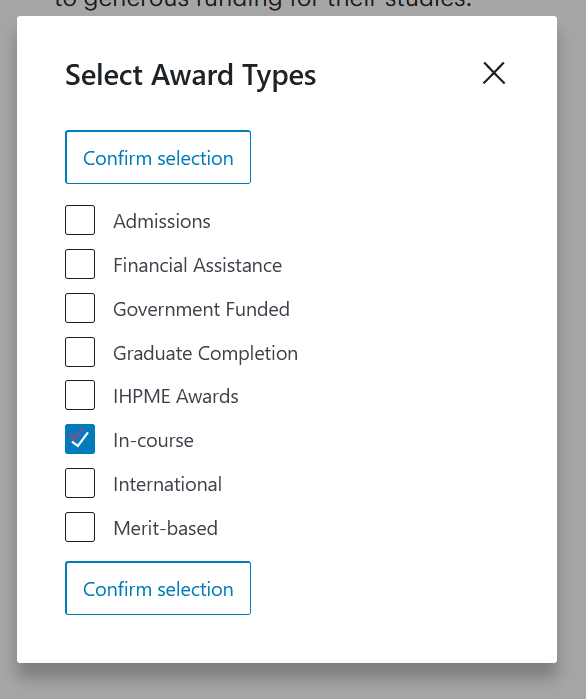 to generous funding for their studies.
Select Award Types
Confirm selection
Admissions
Financial Assistance
Government Funded
Graduate Completion
IHPME Awards
In-course
International
Merit-based
Confirm selection